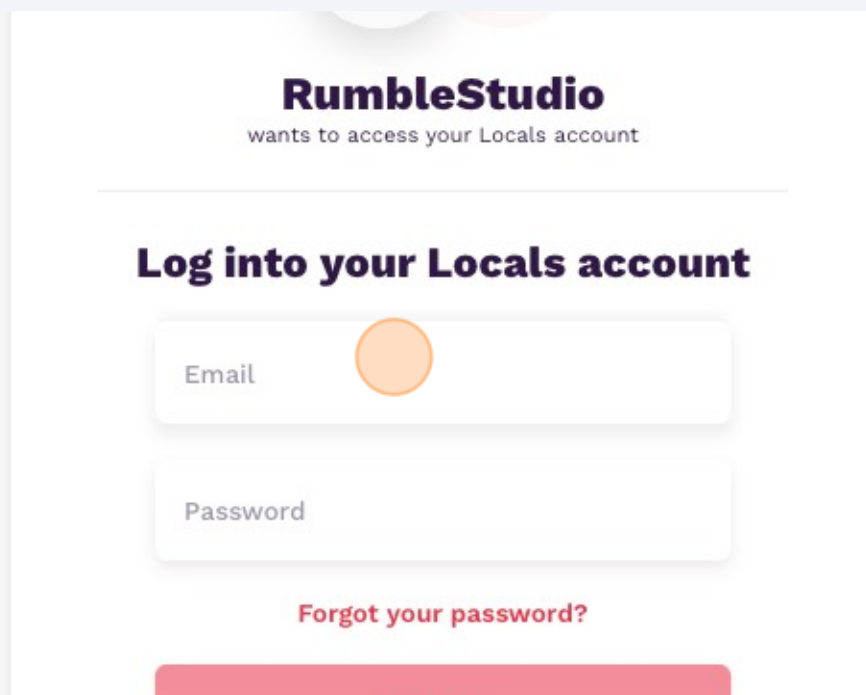 RumbleStudio
wants to access your Locals account
Log into your Locals account
Email
Password
Forgot your password?